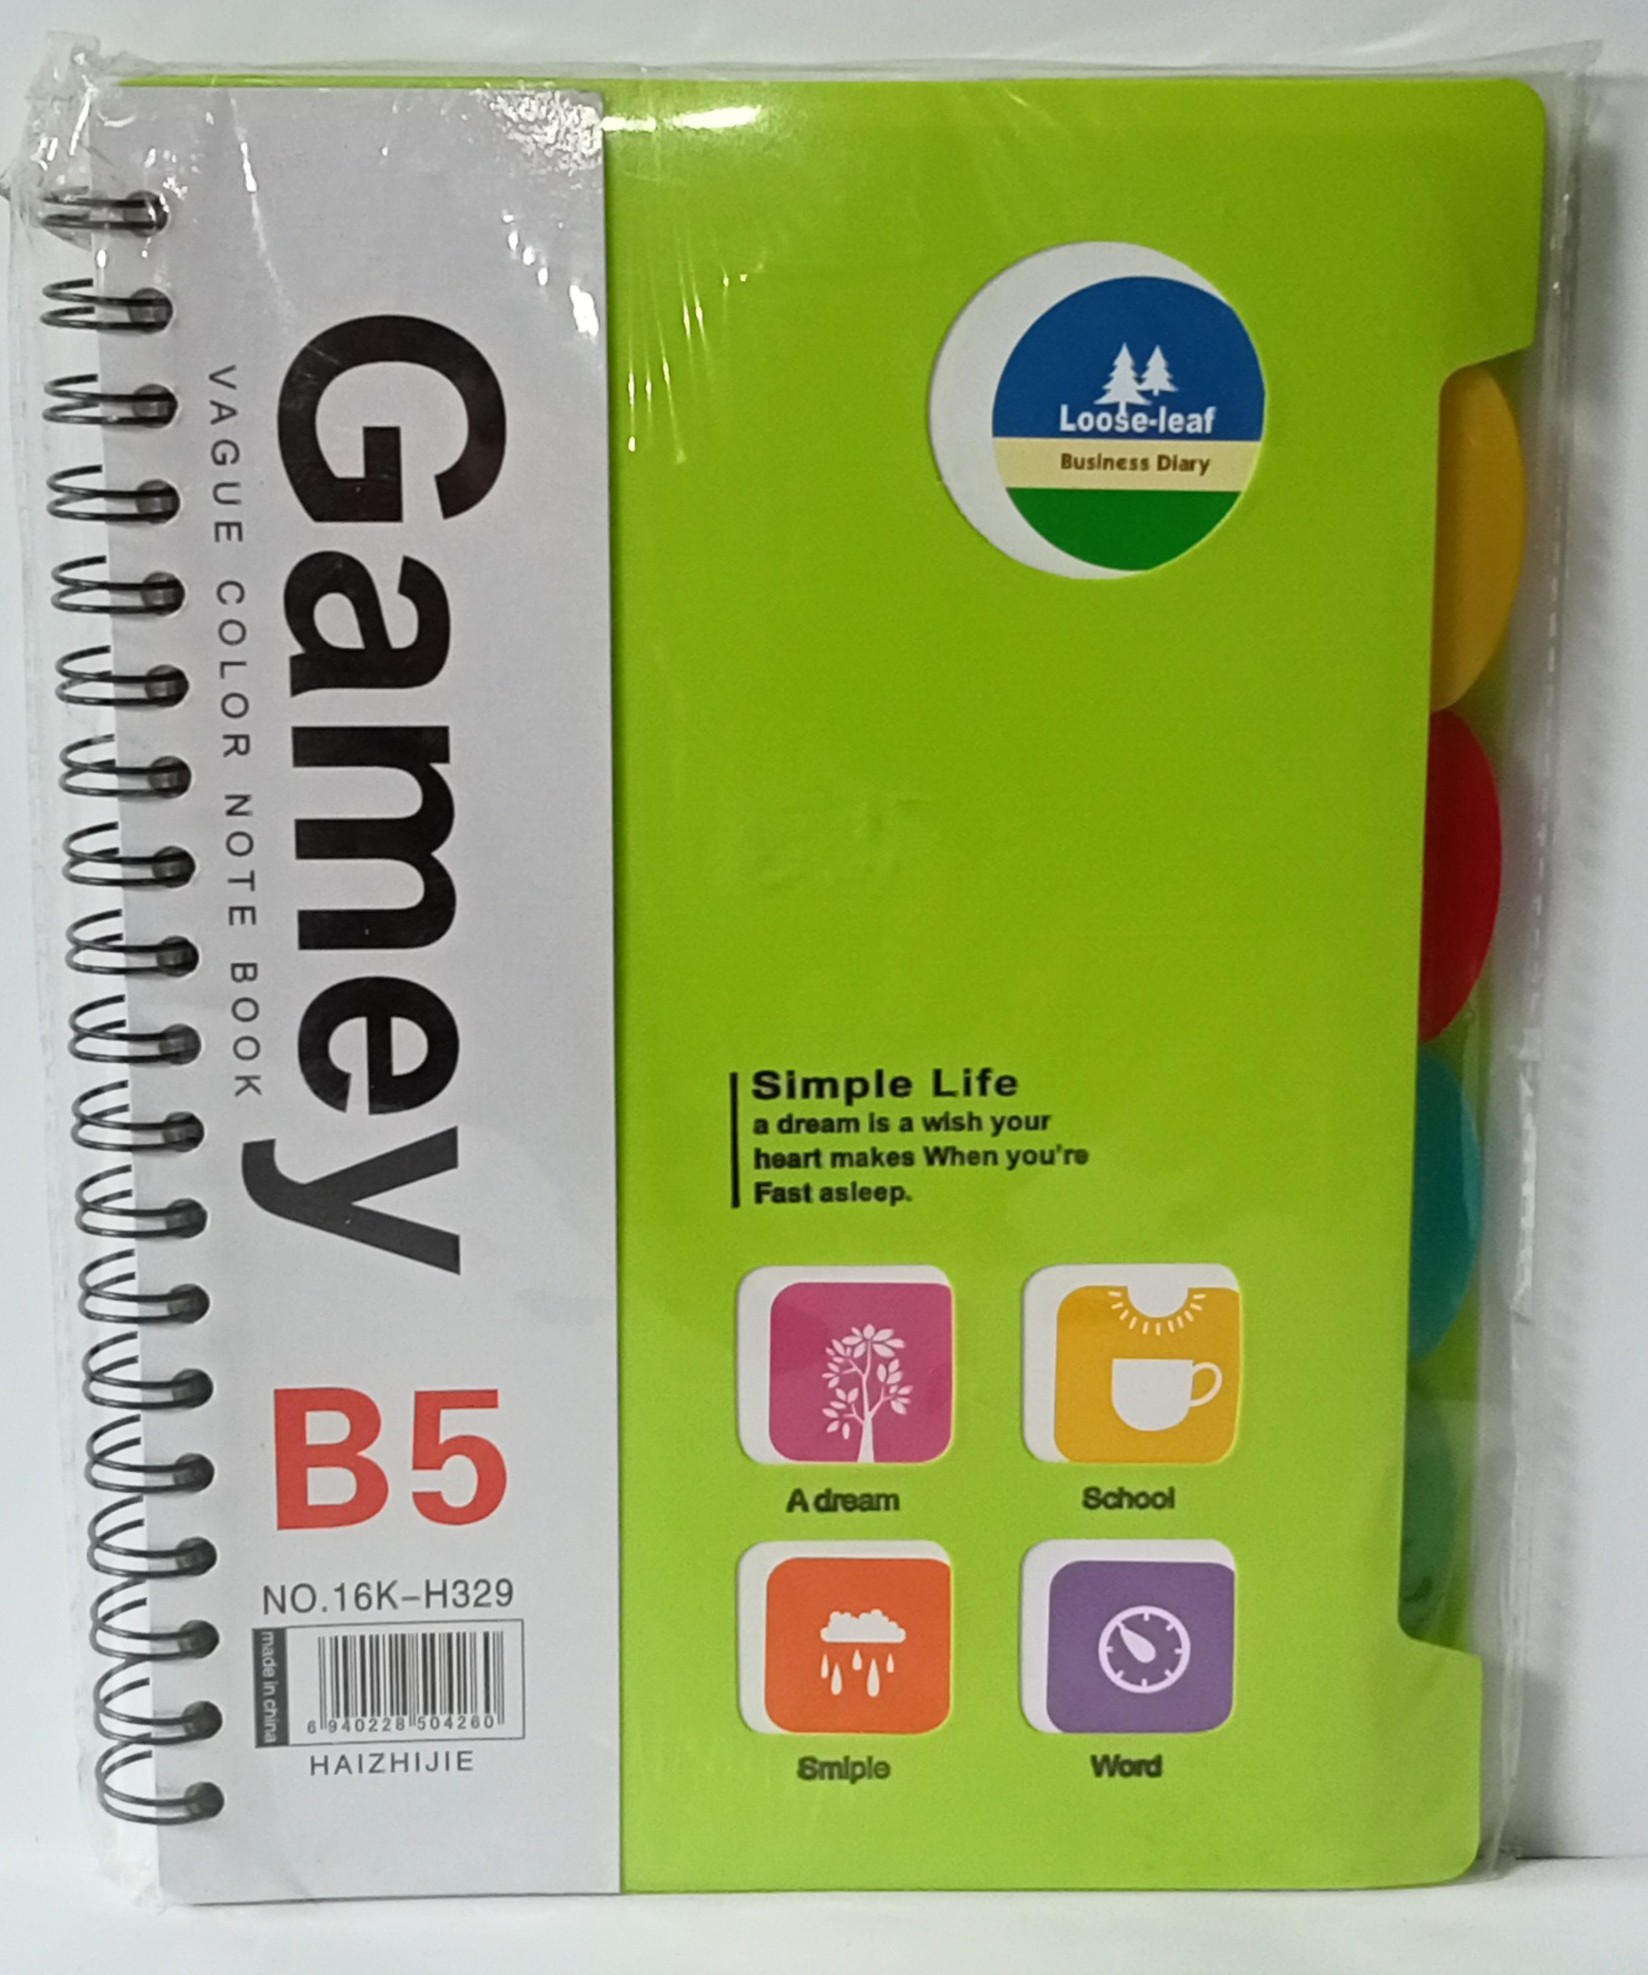 Gamey
VAGUE COLOR NOTE BOOK
B5
NO.16K-H329
made in china
6 940228 504260
HAIZHIJIE
Loose-leaf
Business Diary
Simple Life
a dream is a wish your
heart makes When you're
Fast asleep.
A dream
School
Smiple
Word